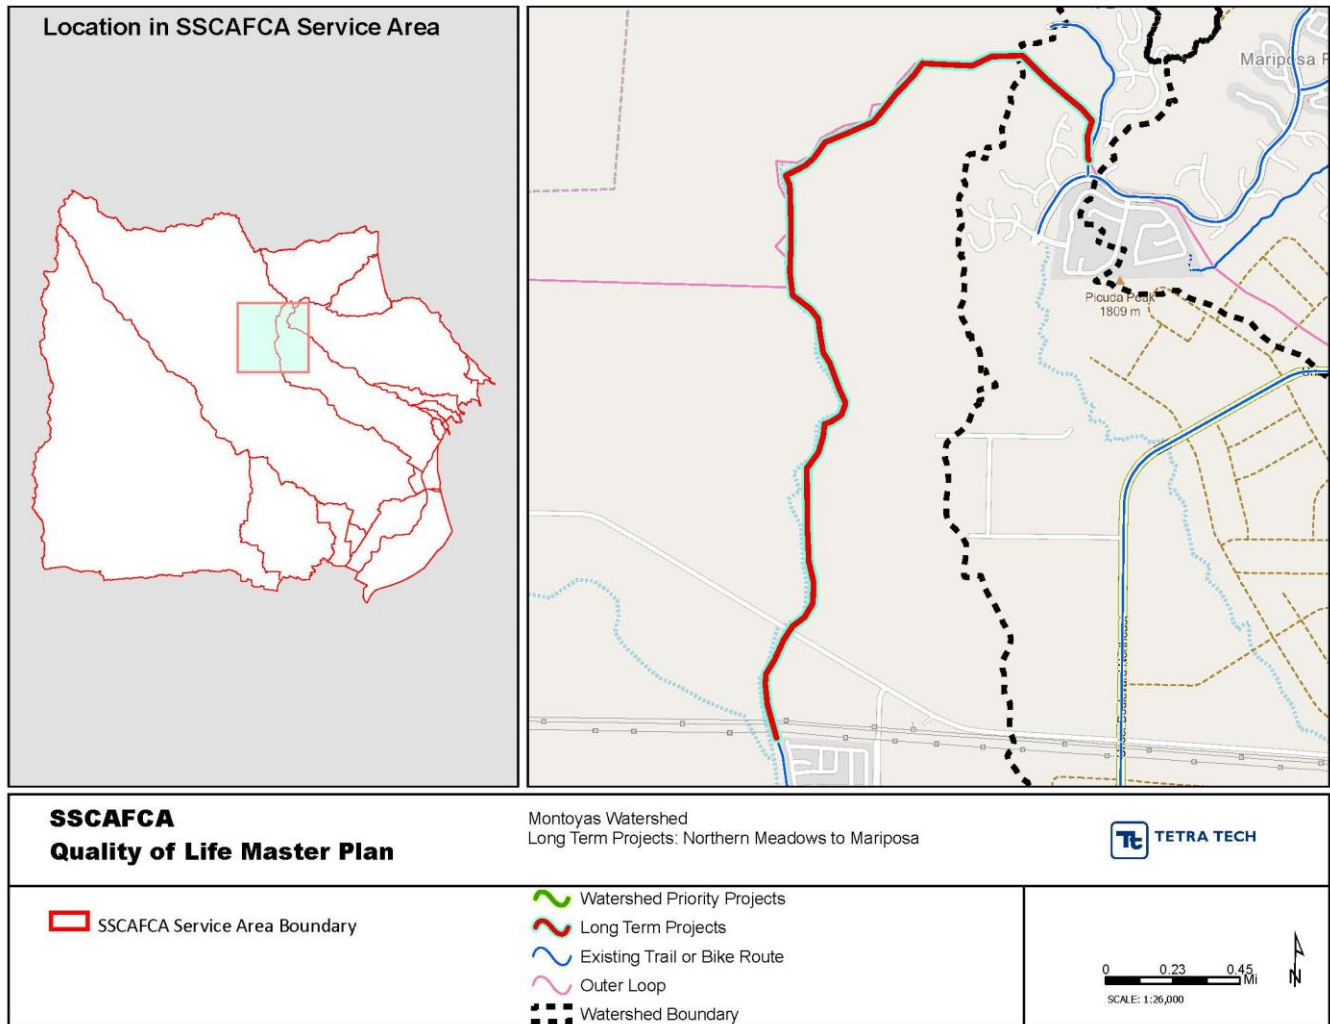 Location in SSCAFCA Service Area
Mariposa
Picuda Peak
1809 m
SSCAFCA
Quality of Life Master Plan
Montoyas Watershed
Long Term Projects: Northern Meadows to Mariposa
Tt TETRA TECH
SSCAFCA Service Area Boundary
Watershed Priority Projects
Long Term Projects
Existing Trail or Bike Route
Outer Loop
Watershed Boundary
0 0.23 0.45
Mi
SCALE: 1:26,000
N